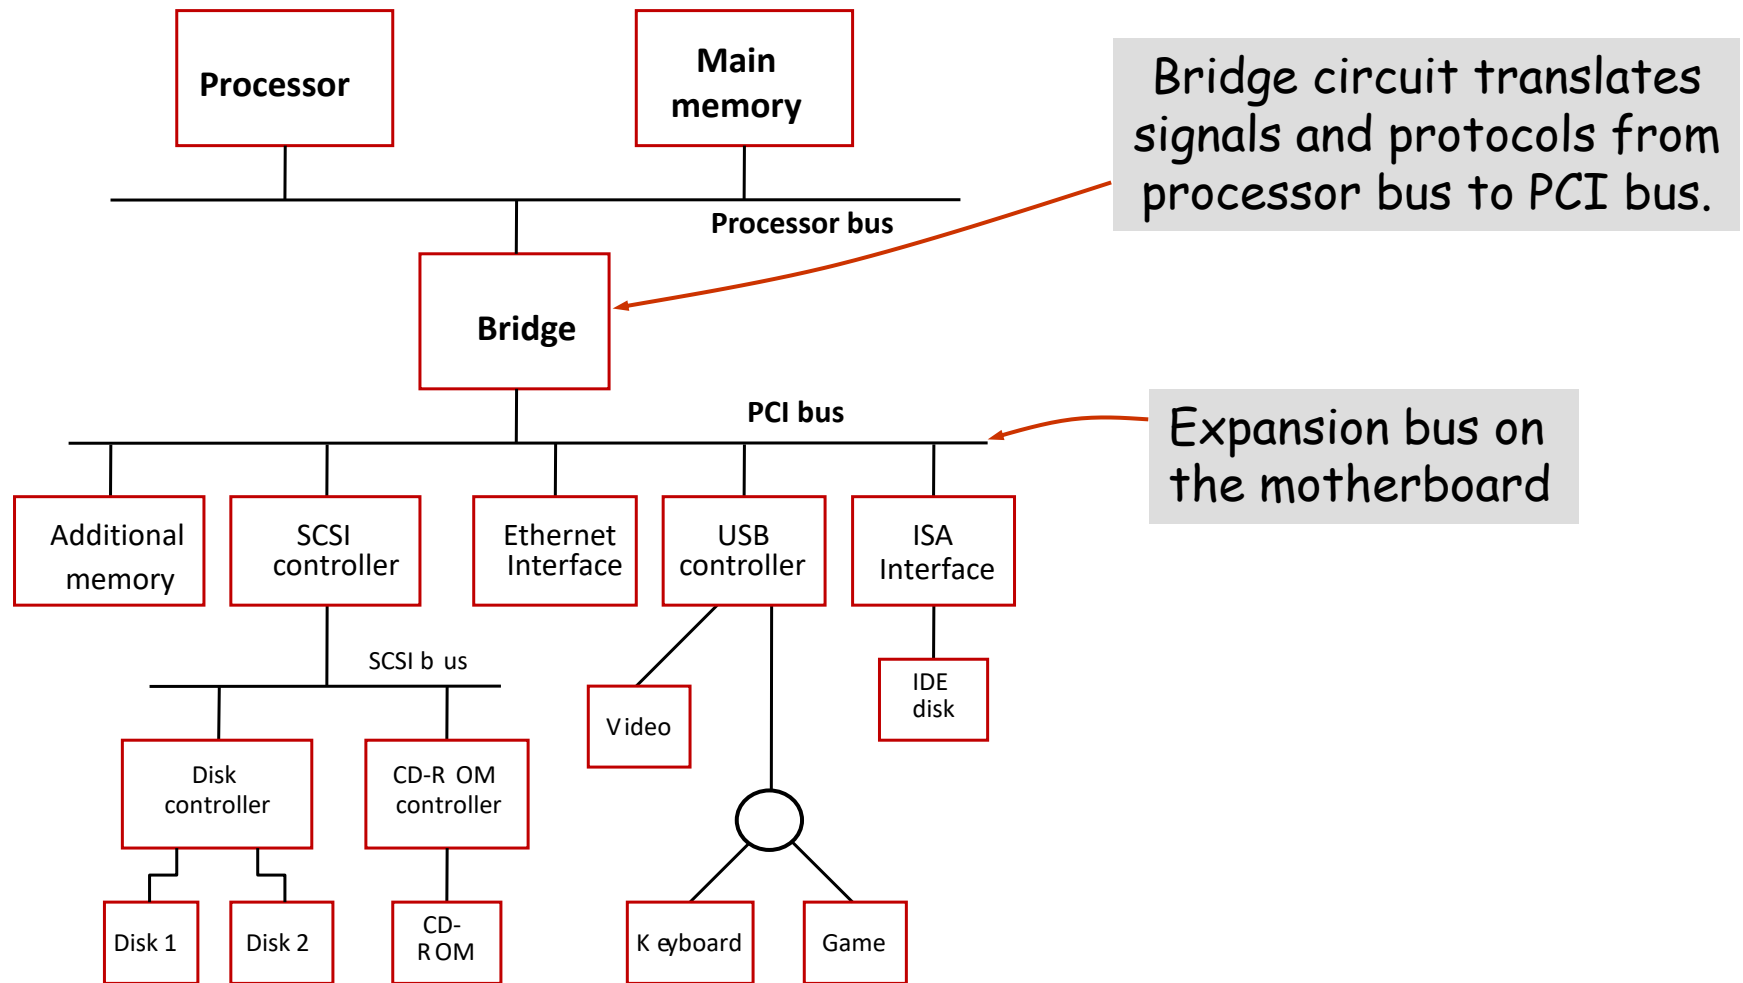 Processor
Main
memory
Bridge circuit translates
signals and protocols from
processor bus to PCI bus.
Processor bus
Bridge
PCI bus
Expansion bus on
the motherboard
Additional
memory
SCSI
controller
Ethernet
Interface
USB
controller
ISA
Interface
SCSI b us
IDE
disk
Video
Disk
controller
CD-R OM
controller
Disk 1
Disk 2
CD-
ROM
K eyboard
Game